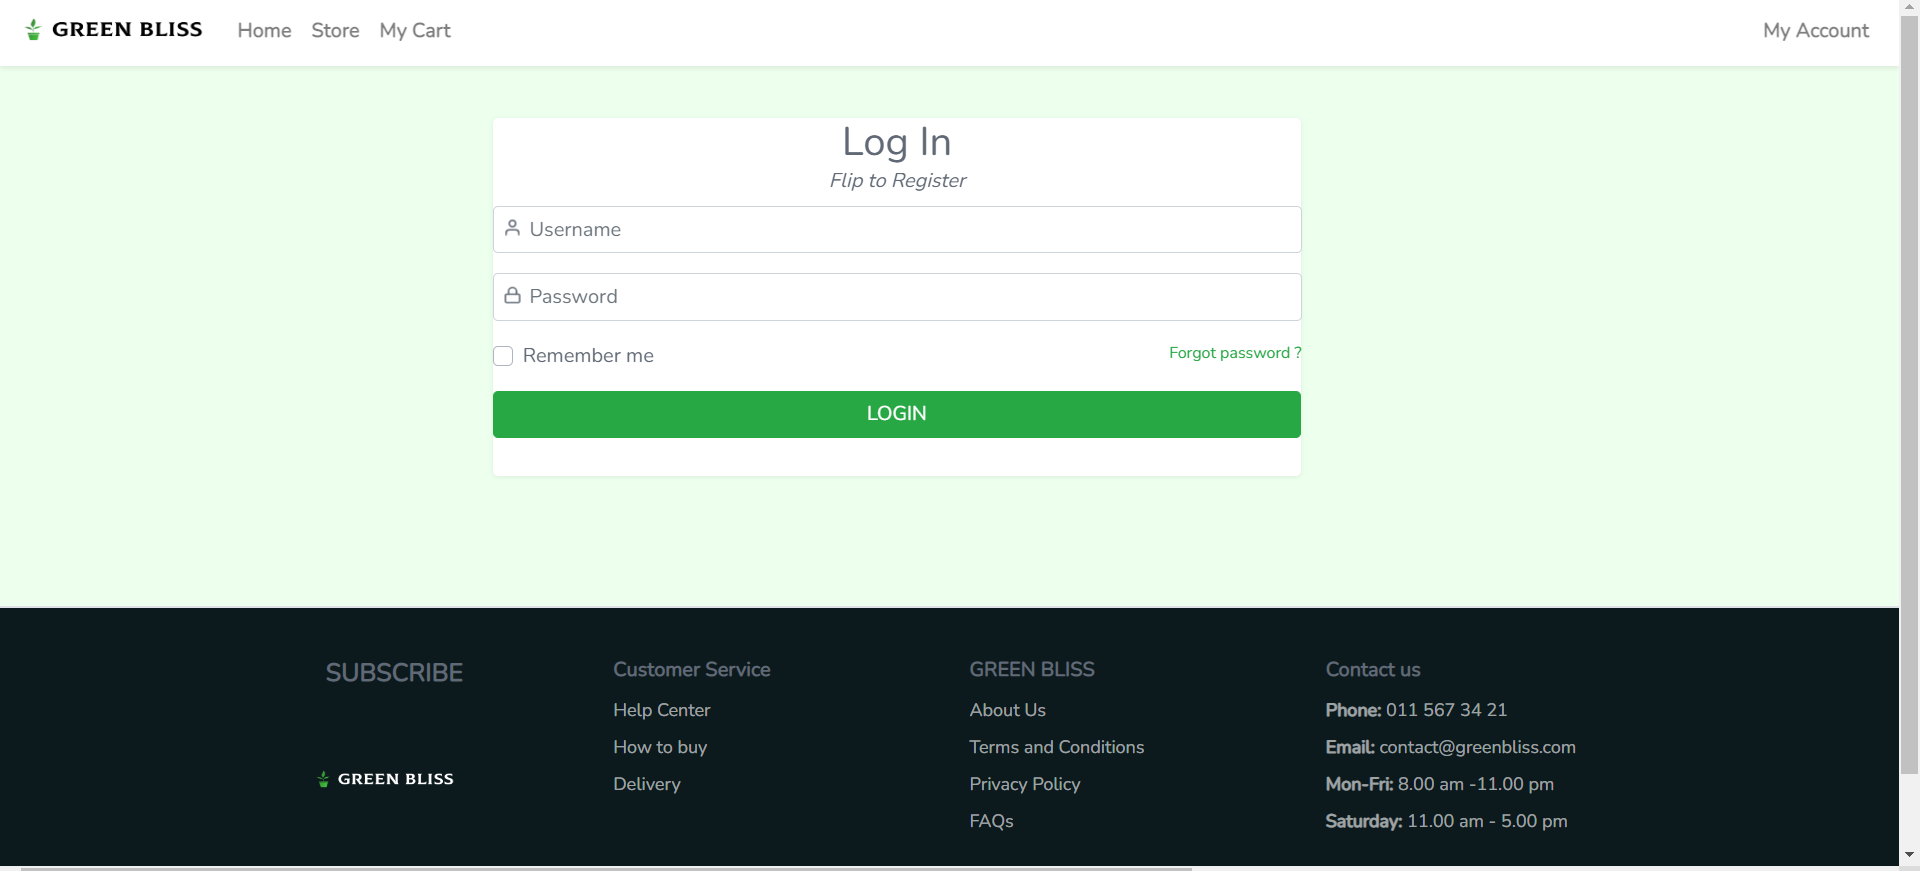 GREEN BLISS Home Store My Cart My Account
Log In
Flip to Register
Username
Password
Remember me Forgot password ?
LOGIN
SUBSCRIBE
GREEN BLISS
Customer Service
Help Center
How to buy
Delivery
GREEN BLISS
About Us
Terms and Conditions
Privacy Policy
FAQs
Contact us
Phone: 011 567 34 21
Email: contact@greenbliss.com
Mon-Fri: 8.00 am -11.00 pm
Saturday: 11.00 am - 5.00 pm